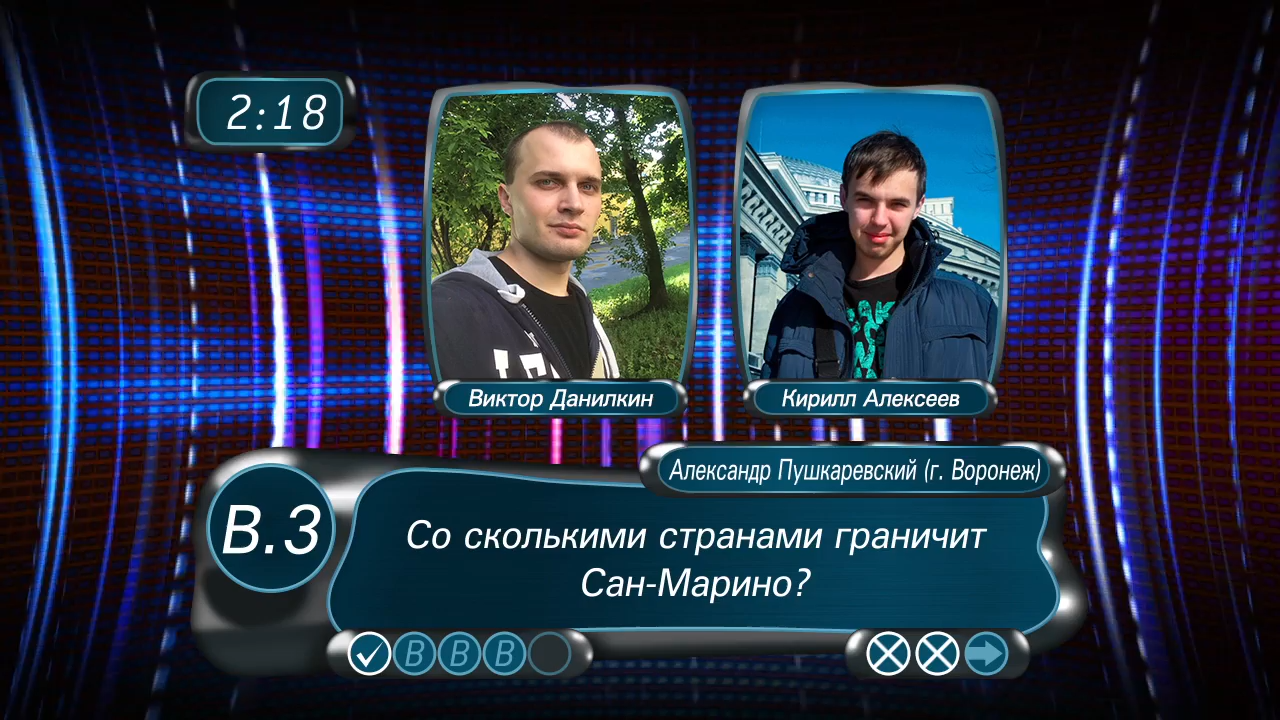 2:18
Виктор Данилкин
Кирилл Алексеев
Александр Пушкаревский (г. Воронеж)
В.3
Со сколькими странами граничит
Сан-Марино?
В В В